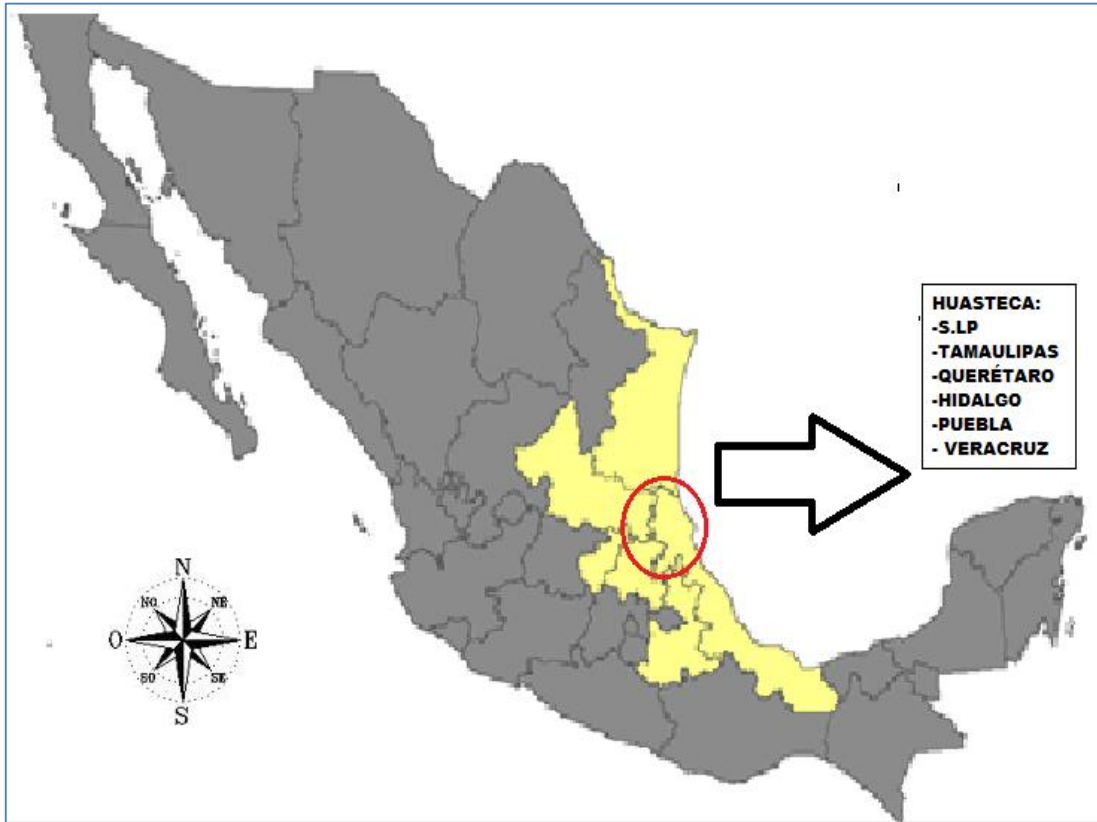 HUASTECA:
-S.LP
-TAMAULIPAS
-QUERÉTARO
-HIDALGO
-PUEBLA
- VERACRUZ
N
NO
NE
O
E
SO
SE
S